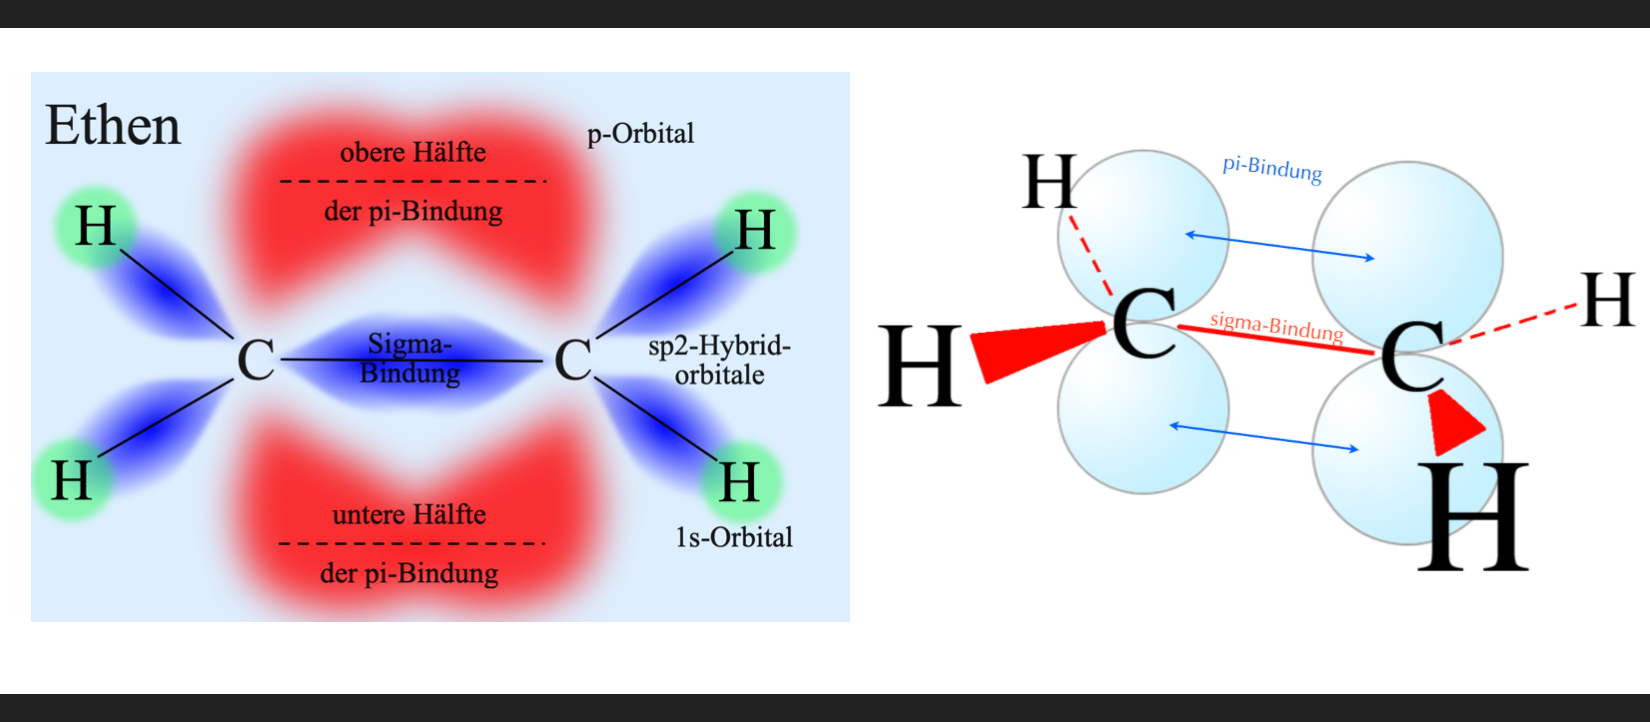 Ethen
p-Orbital
obere Hälfte
der pi-Bindung
H
H
C
Sigma-
Bindung
C
sp2-Hybrid-
orbitale
H
H
1s-Orbital
untere Hälfte
der pi-Bindung
H
pi-Bindung
H
C
sigma-Bindung
C
H
H